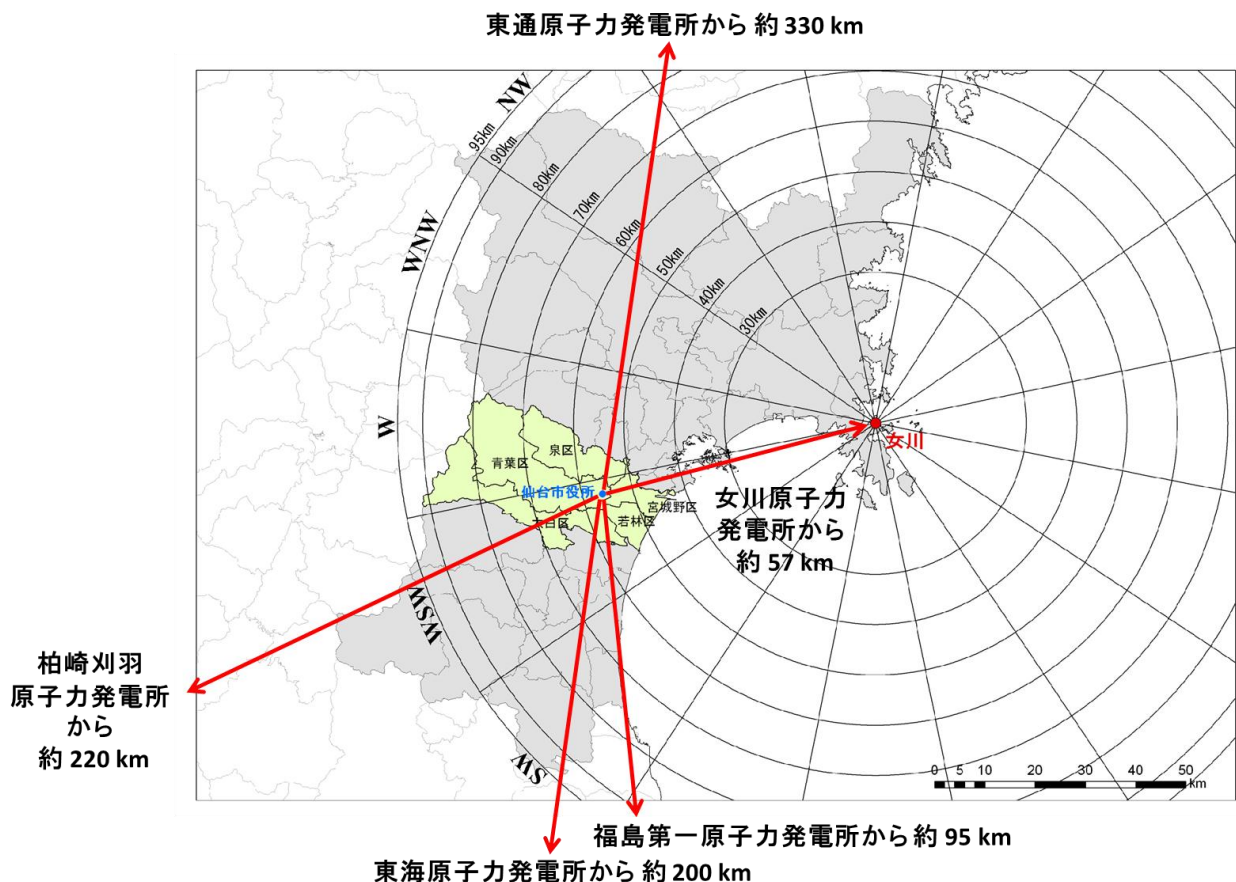 東通原子力発電所から 約 330 km
NW
95km
90km
80km
70km
60km
50km
40km
30km
WNW
W
泉区
青葉区
女川
仙台市役所
宮城野区
若林区
太白区
女川原子力
発電所から
約 57 km
WSW
柏崎刈羽
原子力発電所
から
約 220 km
SW
0 5 10 20 30 40 50
km
福島第一原子力発電所から 約 95 km
東海原子力発電所から 約 200 km